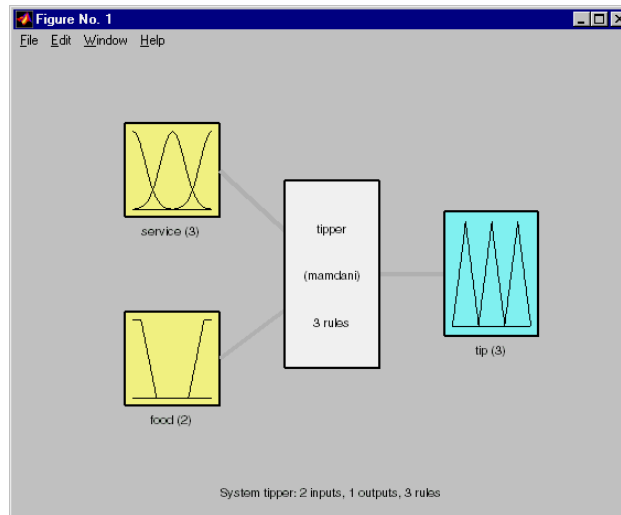 Figure No. 1
File Edit Window Help
service (3)
tipper
(mamdani)
3 rules
food (2)
tip (3)
System tipper: 2 inputs, 1 outputs, 3 rules